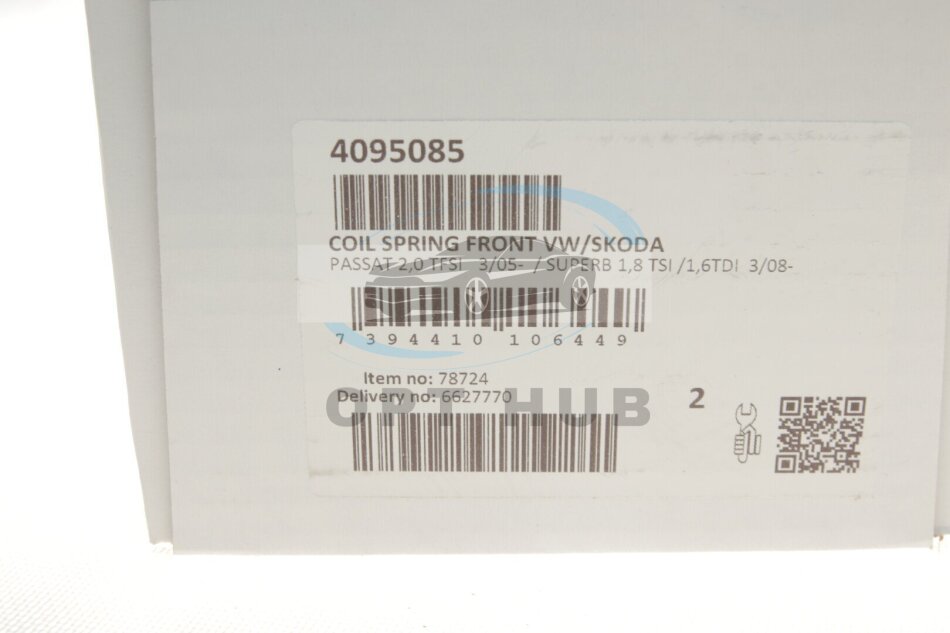 4095085
COIL SPRING FRONT VW/SKODA
PASSAT 2,0 TFSI 3/05- / SUPERB 1,8 TSI /1,6TDI 3/08-
7 394410 106449
Item no: 78724
Delivery no: 6627770
OPT HUB
2